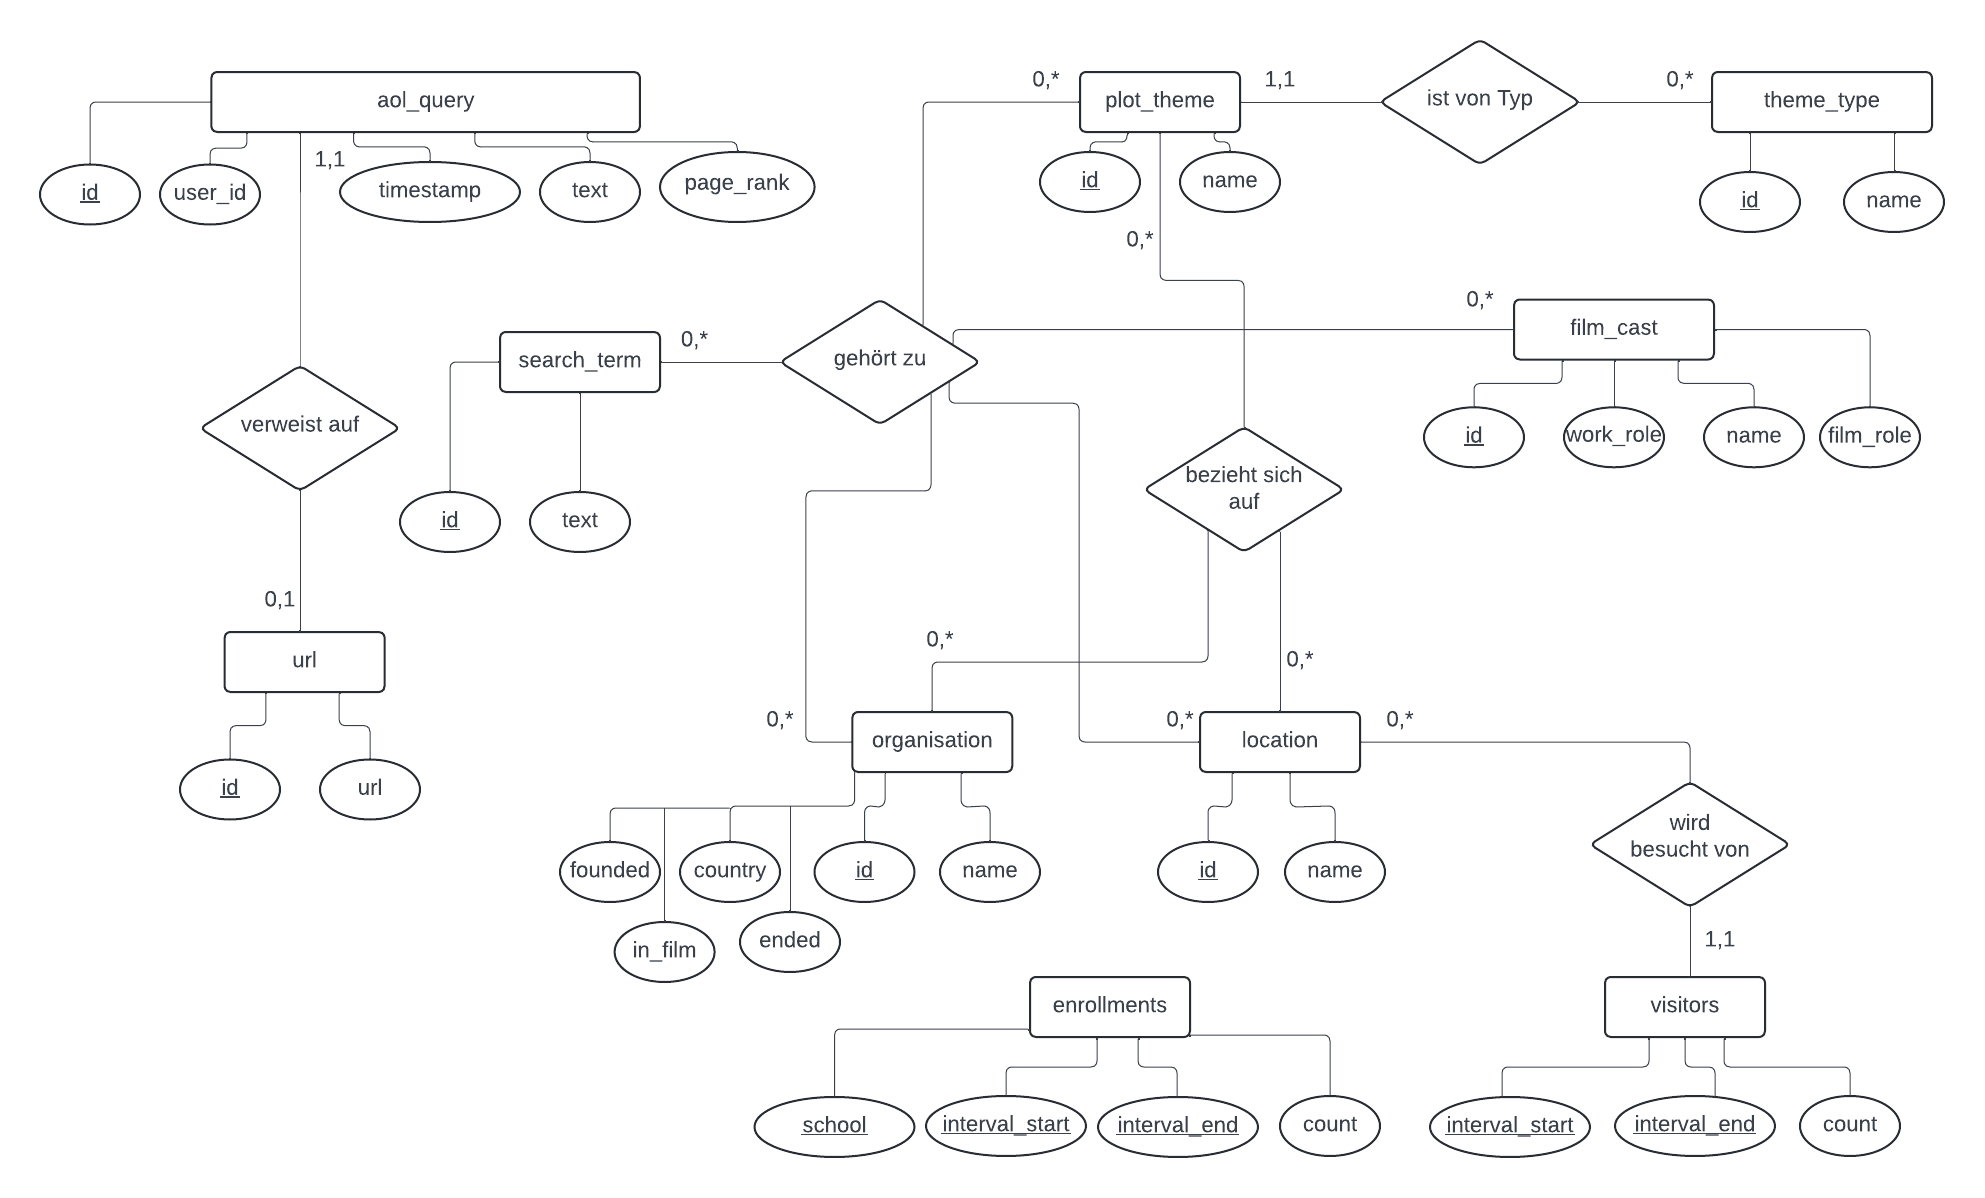 aol_query
id
user_id
1,1
timestamp
text
page_rank
0,*
plot_theme
1,1
ist von Typ
0,*
theme_type
id
name
id
name
0,*
search_term
0,*
gehört zu
0,*
film_cast
id
work_role
name
film_role
verweist auf
id
text
bezieht sich
auf
0,1
url
id
url
0,*
0,*
0,*
organisation
0,*
location
0,*
founded
country
id
name
in_film
ended
id
name
wird
besucht von
1,1
enrollments
visitors
school
interval_start
interval_end
count
interval_start
interval_end
count